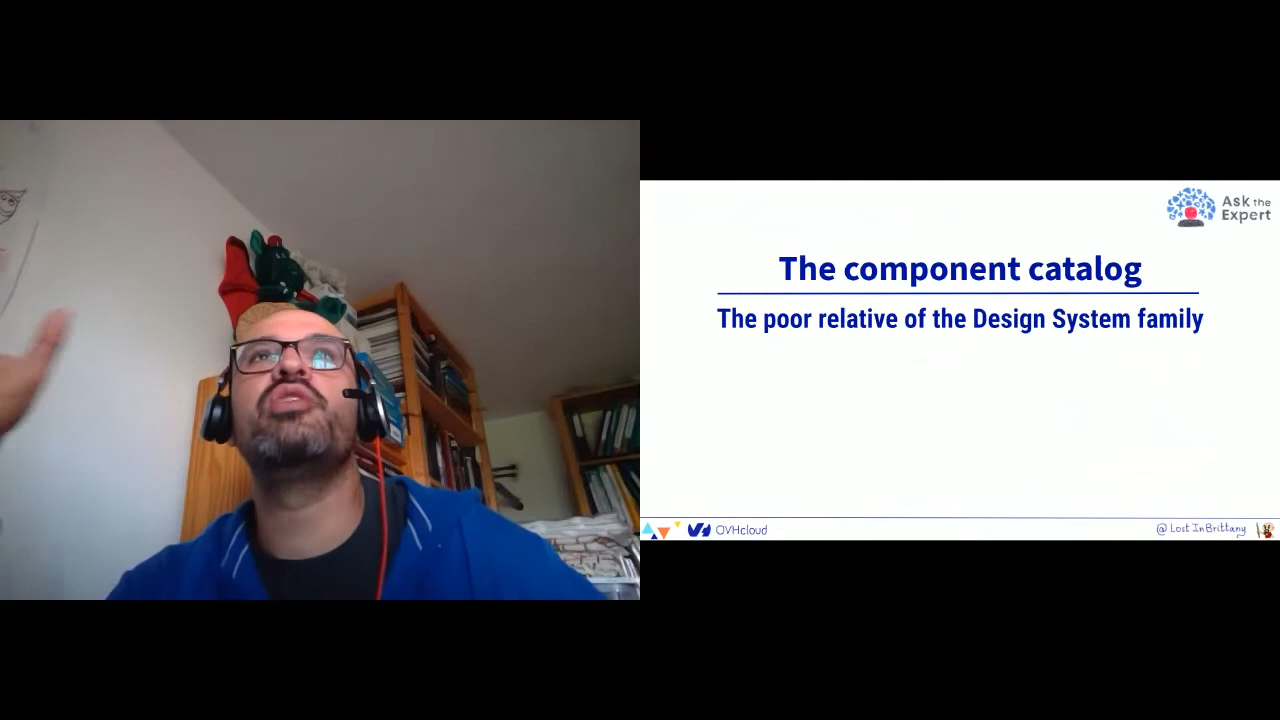 Ask the
Expert
The component catalog
The poor relative of the Design System family
OVHcloud
@LostInBrittany